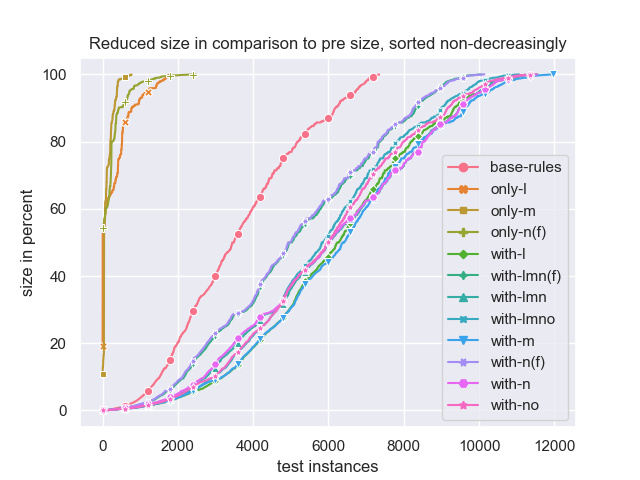 Reduced size in comparison to pre size, sorted non-decreasingly
size in percent
100
80
60
40
20
0
0 2000 4000 6000 8000 10000 12000
test instances
base-rules
only-l
only-m
only-n(f)
with-l
with-lmn(f)
with-lmn
with-lmno
with-m
with-n(f)
with-n
with-no